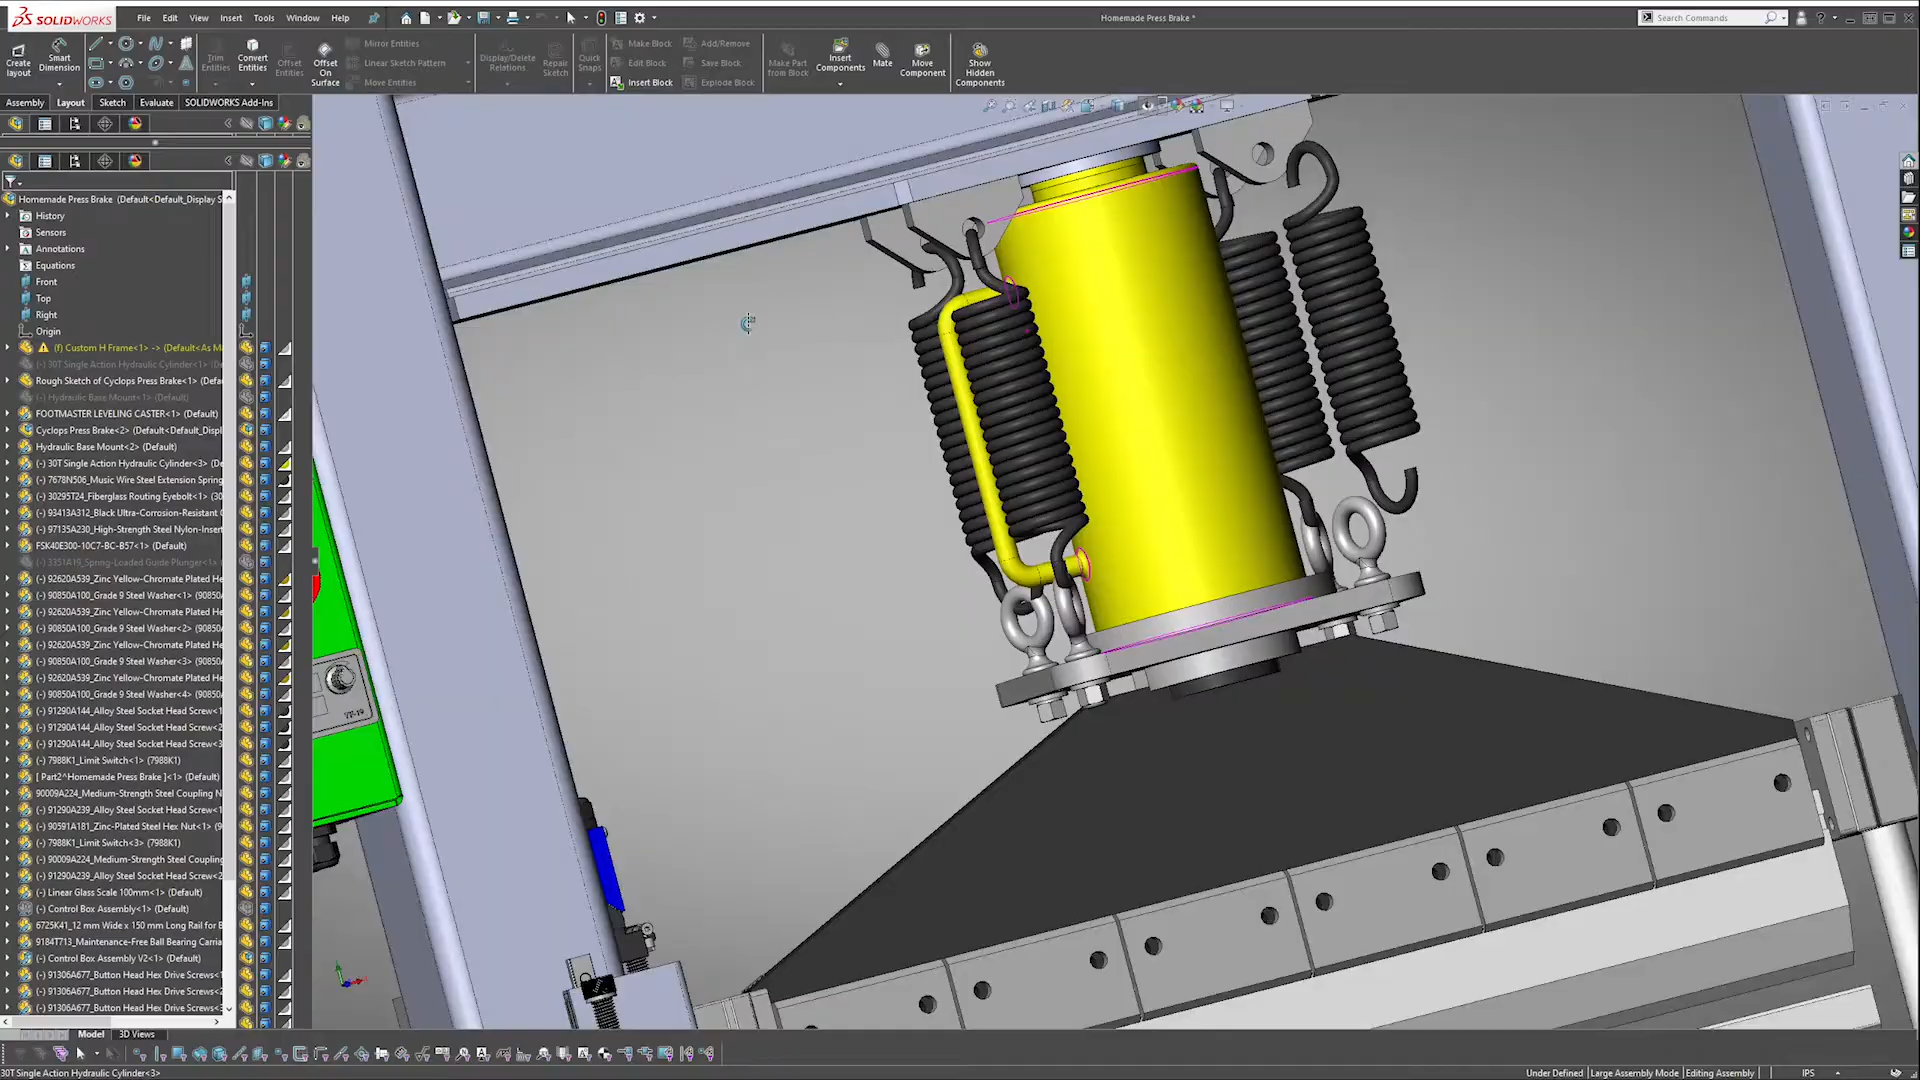 SOLIDWORKS
File Edit View Insert Tools Window Help
Homemade Press Brake *
Search Commands
Create layout
Smart Dimension
Trim Entities
Convert Entities
Offset Entities
Offset On Surface
Mirror Entities
Linear Sketch Pattern
Move Entities
Display/Delete Relations
Repair Sketch
Quick Snaps
Make Block
Edit Block
Insert Block
Add/Remove
Save Block
Explode Block
Make Part from Block
Insert Components
Mate
Move Component
Show Hidden Components
Assembly Layout Sketch Evaluate SOLIDWORKS Add-Ins
Homemade Press Brake (Default<Default_Display S
History
Sensors
Annotations
Equations
Front
Top
Right
Origin
(f) Custom H Frame<1> -> (Default<As Ma
(-) 30T Single Action Hydraulic Cylinder<1> (De
Rough Sketch of Cyclops Press Brake<1> (Defau
(-) Hydraulic Base Mount<1> (Default)
FOOTMASTER LEVELING CASTER<1> (Default)
Cyclops Press Brake<2> (Default<Default_Displ
Hydraulic Base Mount<2> (Default)
(-) 30T Single Action Hydraulic Cylinder<3> (De
(-) 7678N506_Music Wire Steel Extension Spring
(-) 30295T24_Fiberglass Routing Eyebolt<1> (30
(-) 93413A312_Black Ultra-Corrosion-Resistant C
(-) 97135A230_High-Strength Steel Nylon-Insert
FSK40E300-10C7-BC-B57<1> (Default)
(-) 3351A19_Spring-Loaded Guide Plunger<1>
(-) 92620A539_Zinc Yellow-Chromate Plated He
(-) 90850A100_Grade 9 Steel Washer<1> (90850A
(-) 92620A539_Zinc Yellow-Chromate Plated He
(-) 90850A100_Grade 9 Steel Washer<2> (90850A
(-) 92620A539_Zinc Yellow-Chromate Plated He
(-) 90850A100_Grade 9 Steel Washer<3> (90850A
(-) 92620A539_Zinc Yellow-Chromate Plated He
(-) 90850A100_Grade 9 Steel Washer<4> (90850A
(-) 91290A144_Alloy Steel Socket Head Screw<1
(-) 91290A144_Alloy Steel Socket Head Screw<2
(-) 91290A144_Alloy Steel Socket Head Screw<3
(-) 7988K1_Limit Switch<1> (7988K1)
[ Part2^Homemade Press Brake ]<1> (Default)
90009A224_Medium-Strength Steel Coupling N
(-) 91290A239_Alloy Steel Socket Head Screw<1
(-) 90591A181_Zinc-Plated Steel Hex Nut<1> (9
(-) 7988K1_Limit Switch<3> (7988K1)
(-) 90009A224_Medium-Strength Steel Coupling
(-) 91290A239_Alloy Steel Socket Head Screw<2
(-) Linear Glass Scale 100mm<1> (Default)
(-) Control Box Assembly<1> (Default)
6725K41_12 mm Wide x 150 mm Long Rail for B
9184T713_Maintenance-Free Ball Bearing Carria
(-) Control Box Assembly V2<1> (Default)
(-) 91306A677_Button Head Hex Drive Screws<1
(-) 91306A677_Button Head Hex Drive Screws<2
(-) 91306A677_Button Head Hex Drive Screws<3
Model 3D Views
30T Single Action Hydraulic Cylinder<3>
Under Defined Large Assembly Mode Editing Assembly IPS